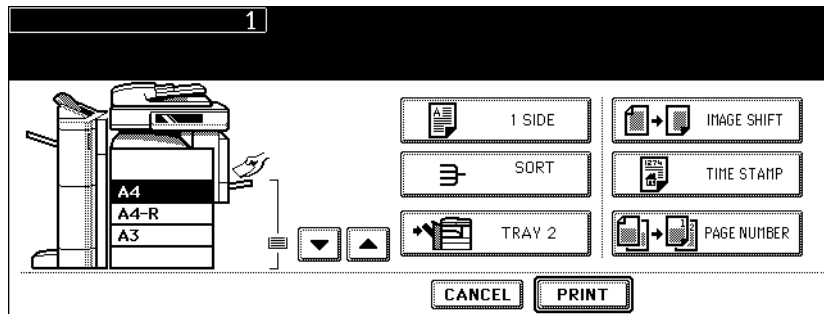 1
1 SIDE
IMAGE SHIFT
SORT
TIME STAMP
TRAY 2
PAGE NUMBER
A4
A4-R
A3
CANCEL
PRINT